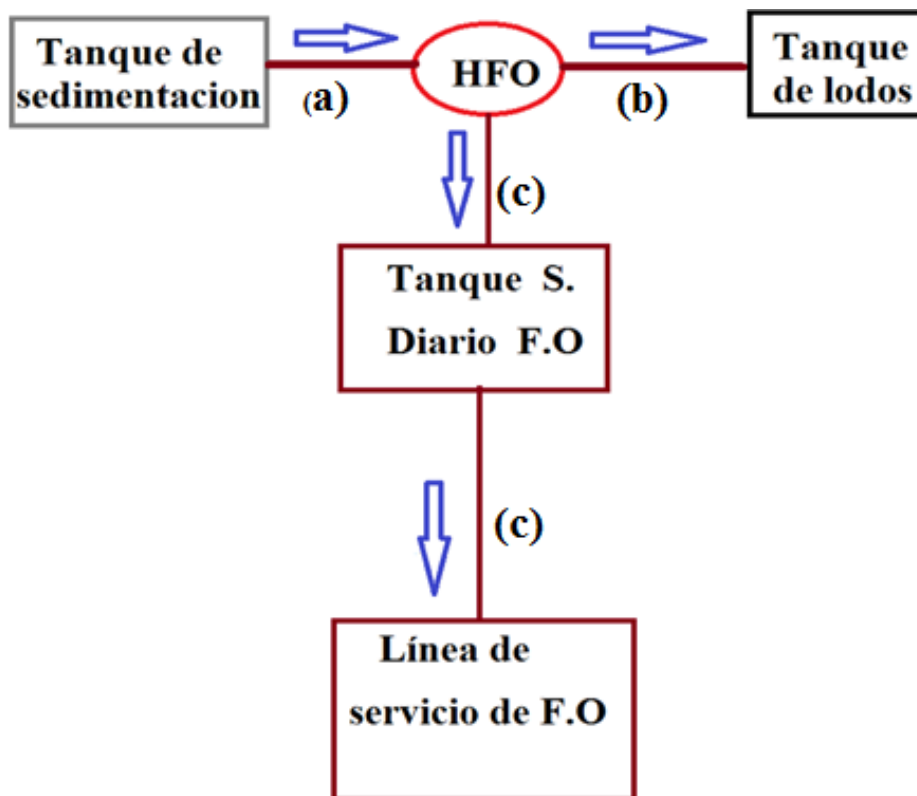 Tanque de
sedimentacion
(a)
HFO
(b)
Tanque
de lodos
(c)
Tanque S.
Diario F.O
(c)
Línea de
servicio de F.O